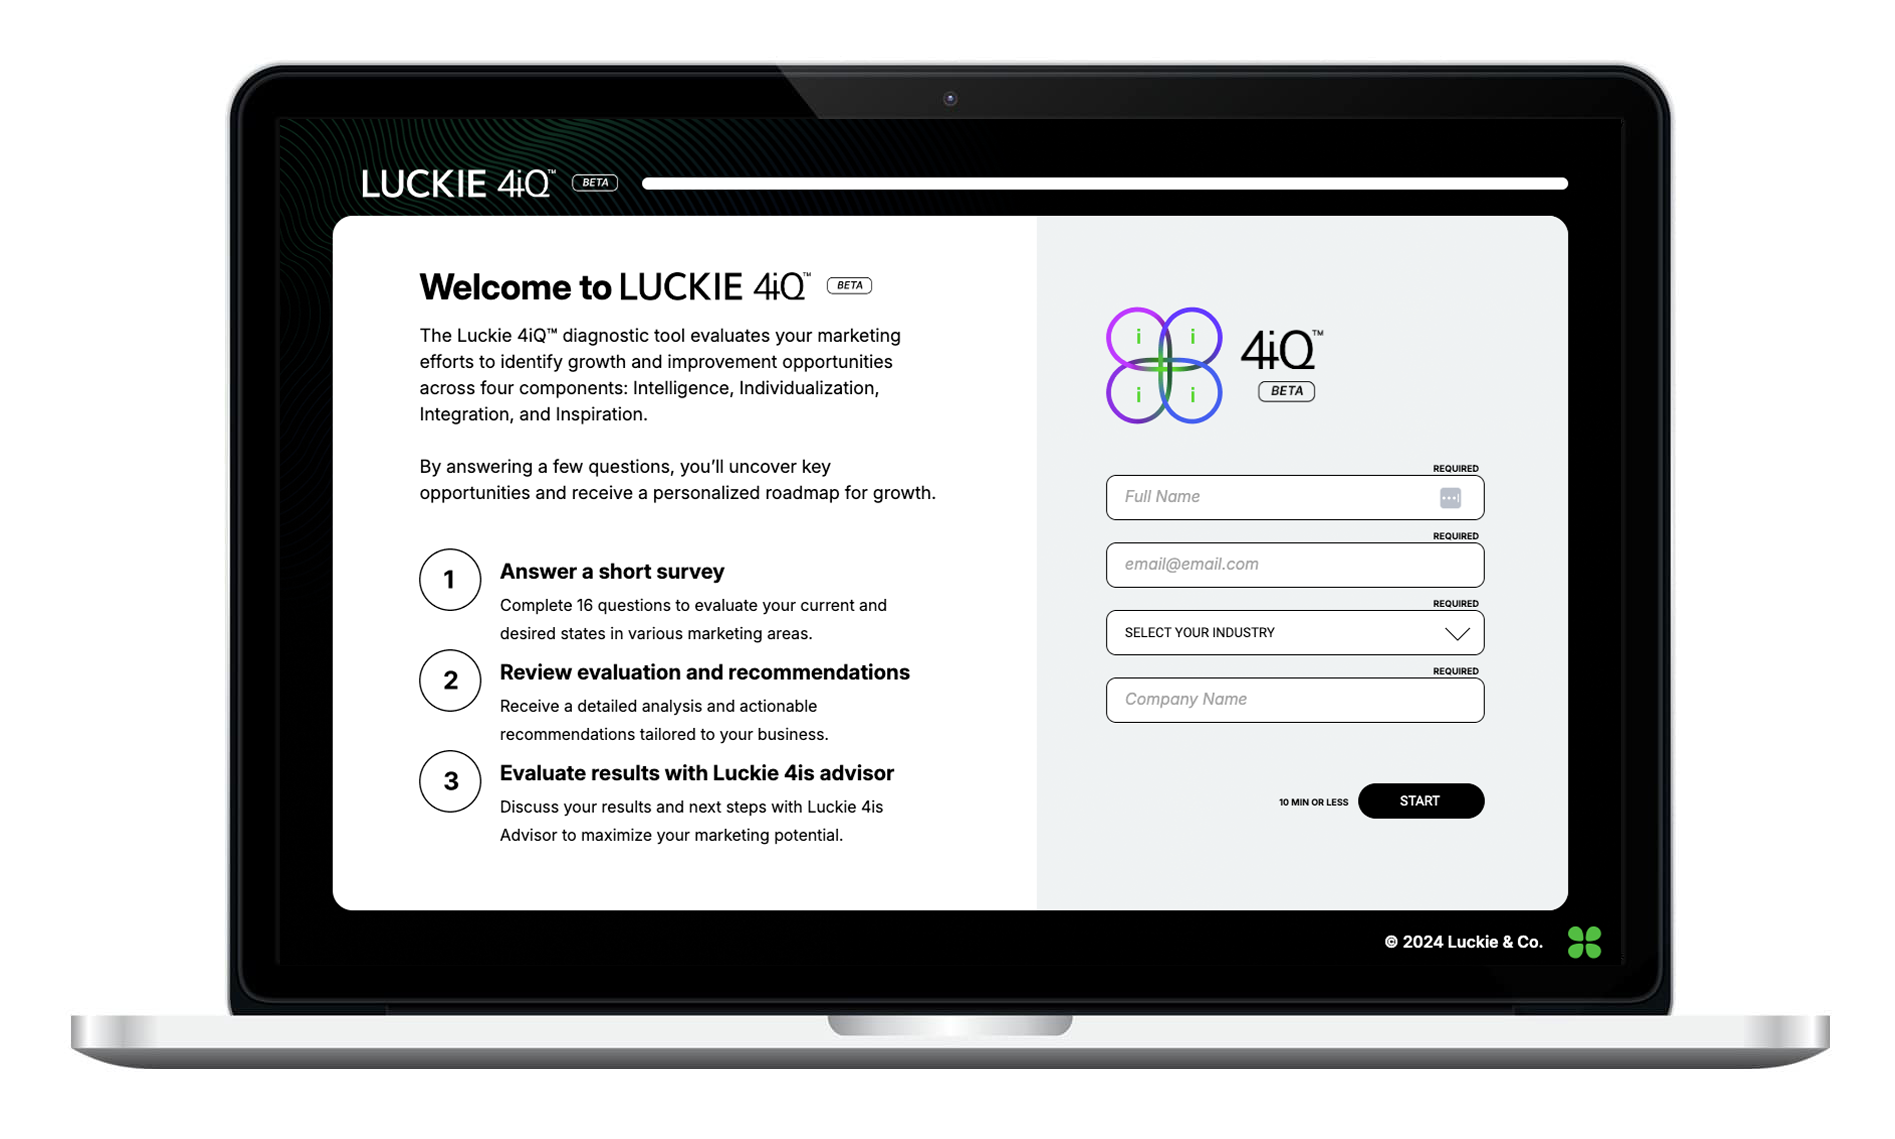 LUCKIE 4iQ™ BETA
Welcome to LUCKIE 4iQ™ BETA
The Luckie 4iQ™ diagnostic tool evaluates your marketing
efforts to identify growth and improvement opportunities
across four components: Intelligence, Individualization,
Integration, and Inspiration.
By answering a few questions, you’ll uncover key
opportunities and receive a personalized roadmap for growth.
1
Answer a short survey
Complete 16 questions to evaluate your current and
desired states in various marketing areas.
2
Review evaluation and recommendations
Receive a detailed analysis and actionable
recommendations tailored to your business.
3
Evaluate results with Luckie 4is advisor
Discuss your results and next steps with Luckie 4is
Advisor to maximize your marketing potential.
i i
i i
4iQ™
BETA
REQUIRED
Full Name
REQUIRED
email@email.com
REQUIRED
SELECT YOUR INDUSTRY
REQUIRED
Company Name
10 MIN OR LESS START
© 2024 Luckie & Co.